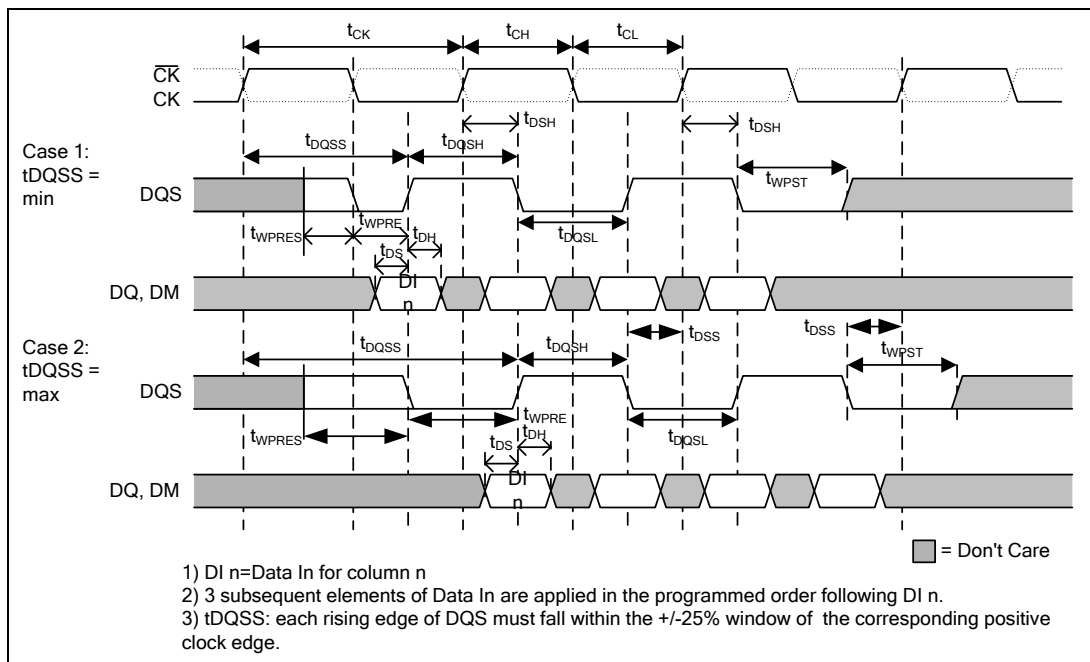 tCK tCH tCL
CK
CK
tDSH tDSH
Case 1:
tDQSS =
min
tDQSS tDQSH
tWPST
DQS
tWPRES tWPRE tDH tDQSL
tDS
DI
n
DQ, DM
Case 2:
tDQSS =
max
tDQSS tDQSH tDSS tDSS
tWPST
DQS
tWPRES tWPRE tDQSL
tDH
tDS
DI
n
DQ, DM
= Don't Care
1) DI n=Data In for column n
2) 3 subsequent elements of Data In are applied in the programmed order following DI n.
3) tDQSS: each rising edge of DQS must fall within the +/-25% window of the corresponding positive
clock edge.